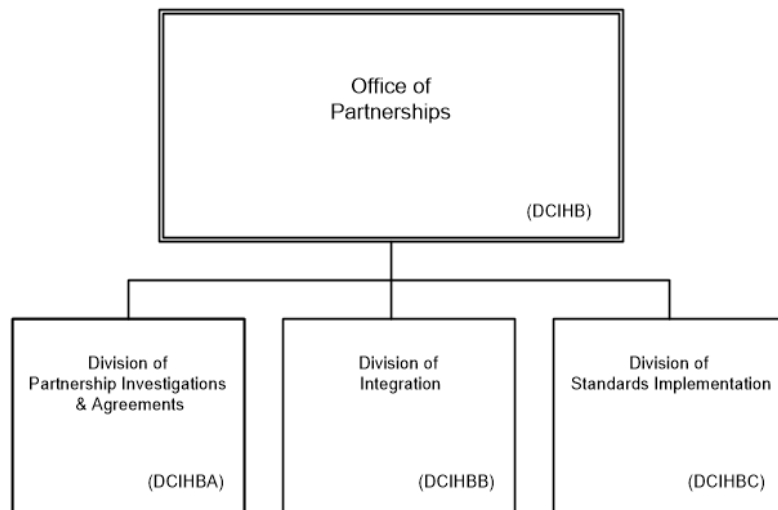 Office of
Partnerships
(DCIHB)
Division of
Partnership Investigations
& Agreements
(DCIHBA)
Division of
Integration
(DCIHBB)
Division of
Standards Implementation
(DCIHBC)